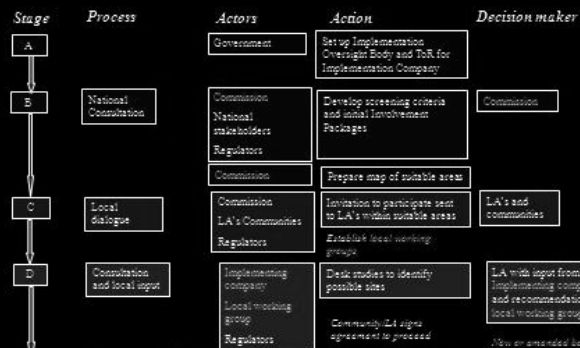 Stage Process Actors Action Decision maker
A
Government
Set up Implementation
Oversight Body and ToR for
Implementation Company
B
National
Consultation
Commission
National
stakeholders
Regulators
Develop screening criteria
and initial Involvement
Packages
Commission
Commission
Prepare map of suitable areas
C
Local
dialogue
Commission
LA's Communities
Regulators
Invitation to participate sent
to LA's within suitable areas
LA's and
communities
Establish local working
groups
D
Consultation
and local input
Implementing
company
Local working
group
Regulators
Desk studies to identify
possible sites
Community/LA signs
agreement to proceed
LA with input from
Implementing comp
and recommendatio
local working group
New or amended